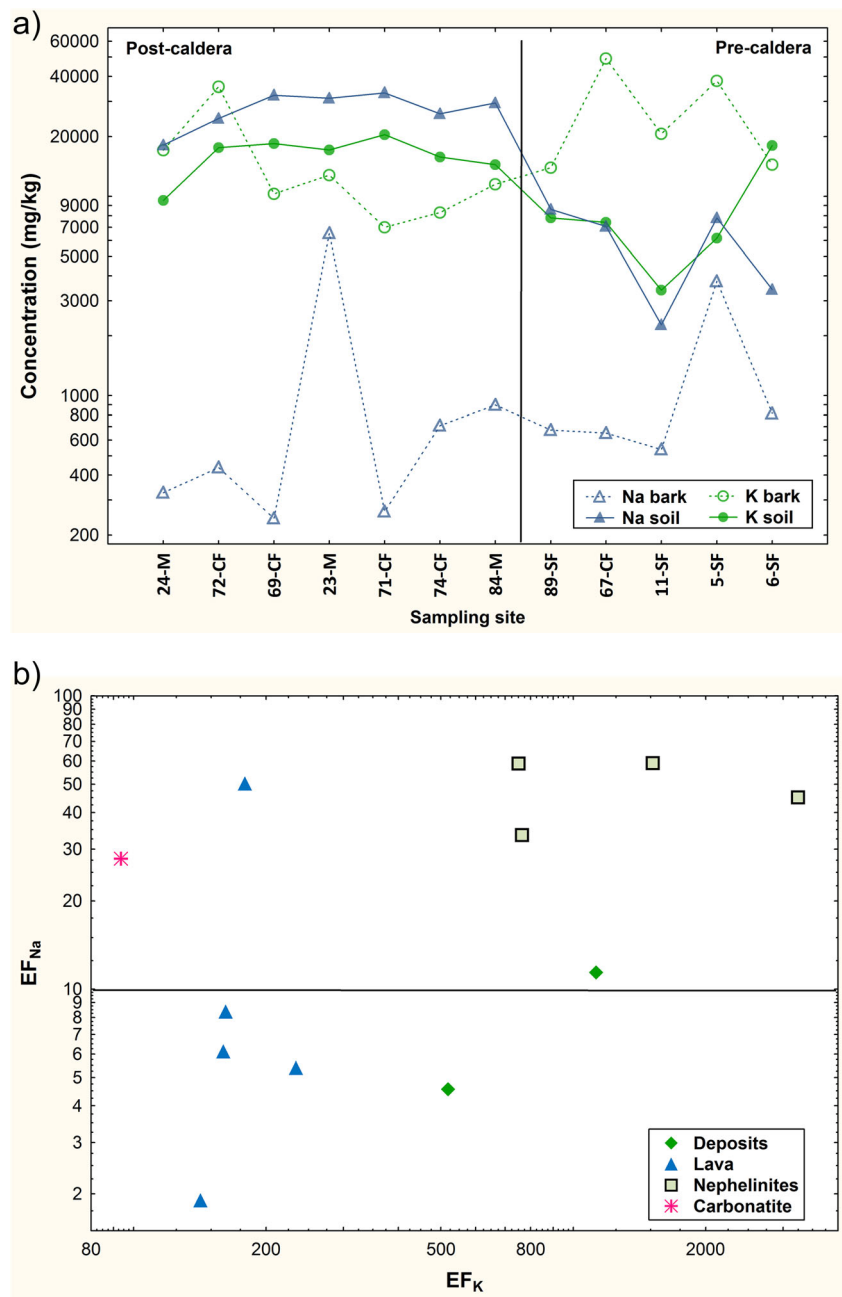 a)
Post-caldera
Pre-caldera
Concentration (mg/kg)
60000
40000
20000
9000
7000
5000
3000
1000
800
600
400
200
Na bark
K bark
Na soil
K soil
24-M
72-CF
69-CF
23-M
71-CF
74-CF
84-M
89-SF
67-CF
11-SF
5-SF
6-SF
Sampling site
b)
EFNa
100
90
80
70
60
50
40
30
20
10
9
8
7
6
5
4
3
2
Deposits
Lava
Nephelinites
Carbonatite
80
200
500
800
2000
EFK